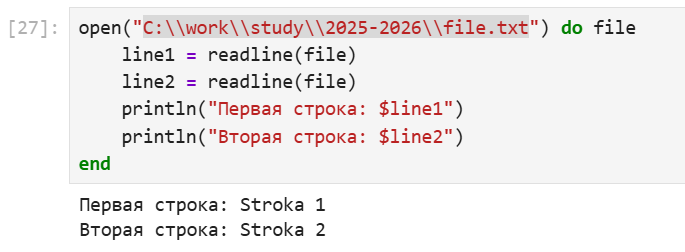 [27]: open("C:\\work\\study\\2025-2026\\file.txt") do file
    line1 = readline(file)
    line2 = readline(file)
    println("Первая строка: $line1")
    println("Вторая строка: $line2")
end
Первая строка: Stroka 1
Вторая строка: Stroka 2